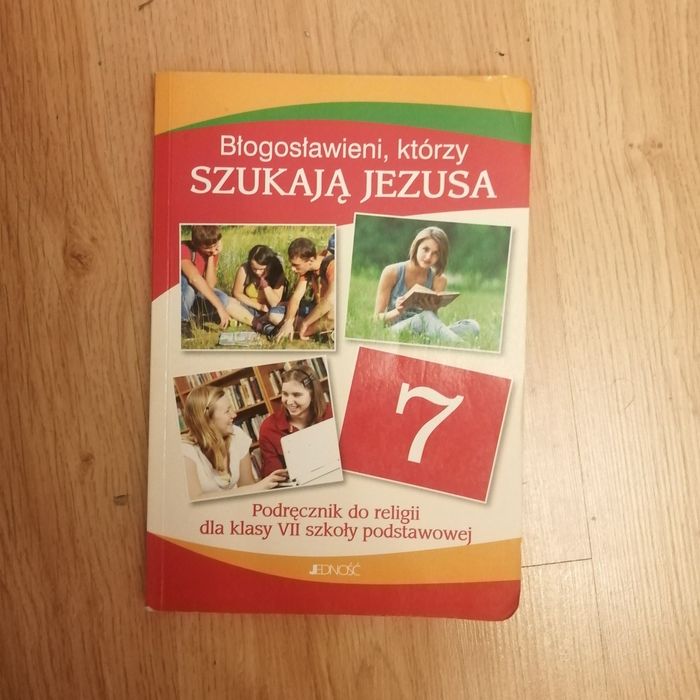 Błogosławieni, którzy
SZUKAJĄ JEZUSA
7
Podręcznik do religii
dla klasy VII szkoły podstawowej
JEDNOŚĆ